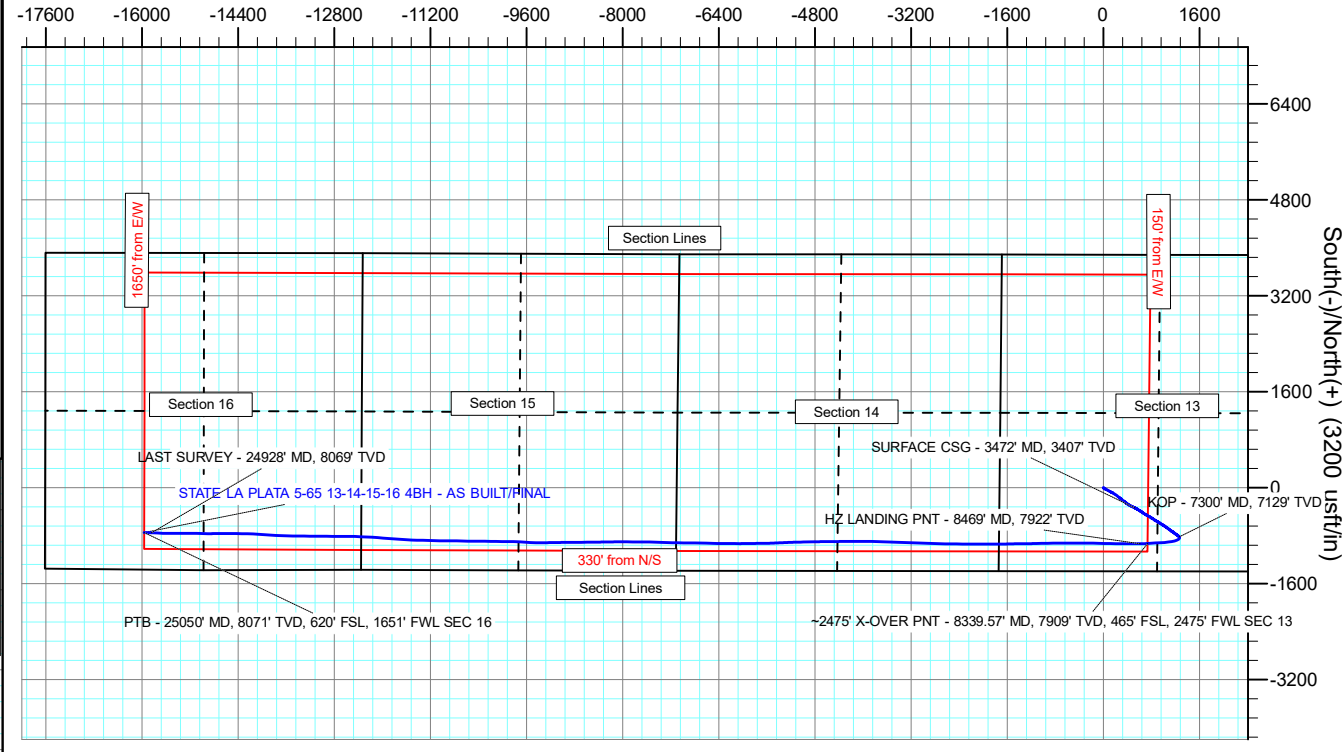 -17600 -16000 -14400 -12800 -11200 -9600 -8000 -6400 -4800 -3200 -1600 0 1600
6400
4800
3200
1600
0
-1600
-3200
South(-)/North(+) (3200 usft/in)
Section Lines
1650' from E/W
150' from E/W
Section 16
Section 15
Section 14
Section 13
SURFACE CSG - 3472' MD, 3407' TVD
LAST SURVEY - 24928' MD, 8069' TVD
STATE LA PLATA 5-65 13-14-15-16 4BH - AS BUILT/FINAL
KOP - 7300' MD, 7129' TVD
HZ LANDING PNT - 8469' MD, 7922' TVD
330' from N/S
Section Lines
PTB - 25050' MD, 8071' TVD, 620' FSL, 1651' FWL SEC 16
~2475' X-OVER PNT - 8339.57' MD, 7909' TVD, 465' FSL, 2475' FWL SEC 13